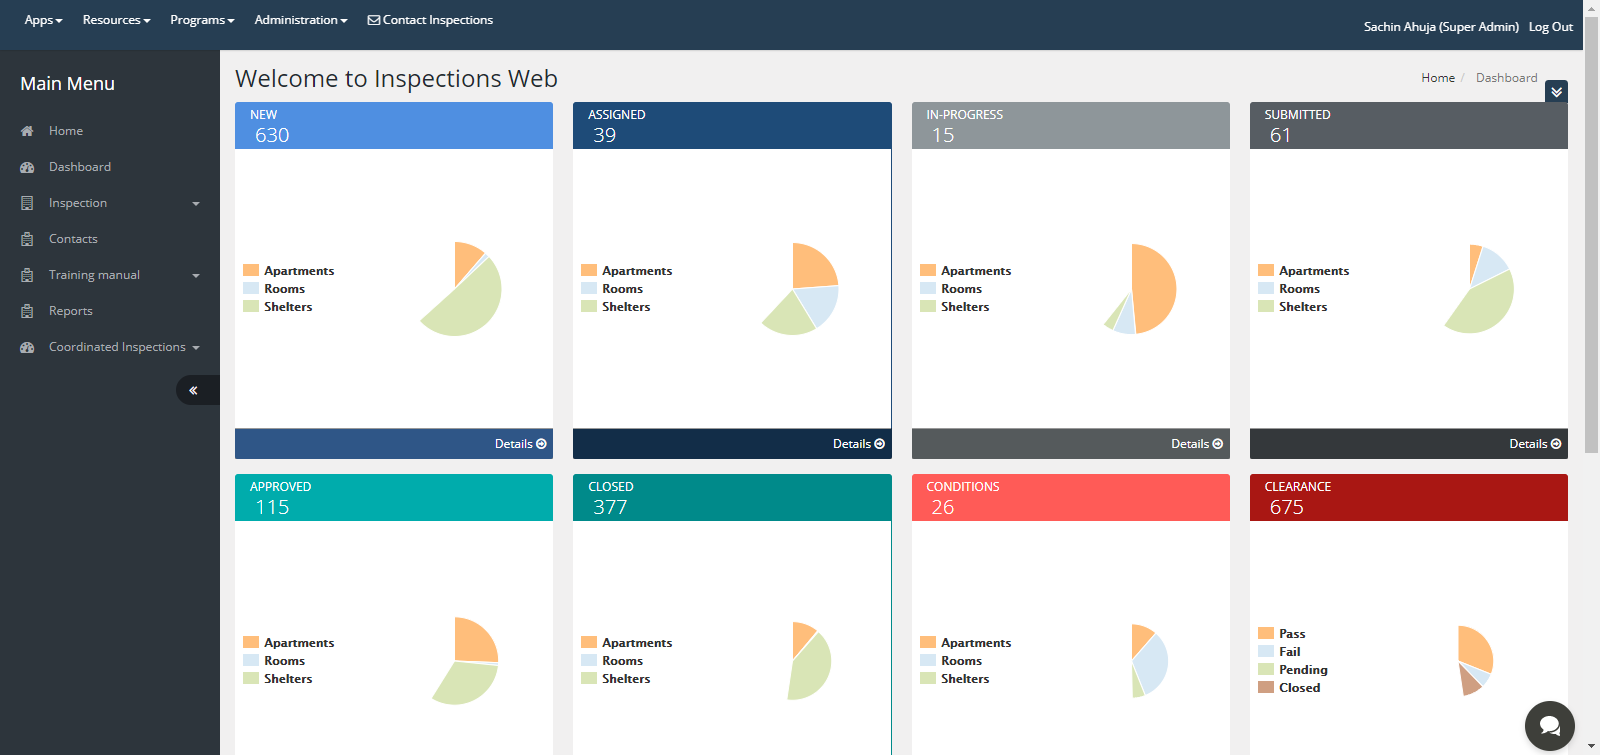 Apps Resources Programs Administration Contact Inspections
Sachin Ahuja (Super Admin) Log Out
Main Menu
Home
Dashboard
Inspection
Contacts
Training manual
Reports
Coordinated Inspections
Welcome to Inspections Web
Home / Dashboard
NEW
630
Apartments
Rooms
Shelters
Details
ASSIGNED
39
Apartments
Rooms
Shelters
Details
IN-PROGRESS
15
Apartments
Rooms
Shelters
Details
SUBMITTED
61
Apartments
Rooms
Shelters
Details
APPROVED
115
Apartments
Rooms
Shelters
CLOSED
377
Apartments
Rooms
Shelters
CONDITIONS
26
Apartments
Rooms
Shelters
CLEARANCE
675
Pass
Fail
Pending
Closed